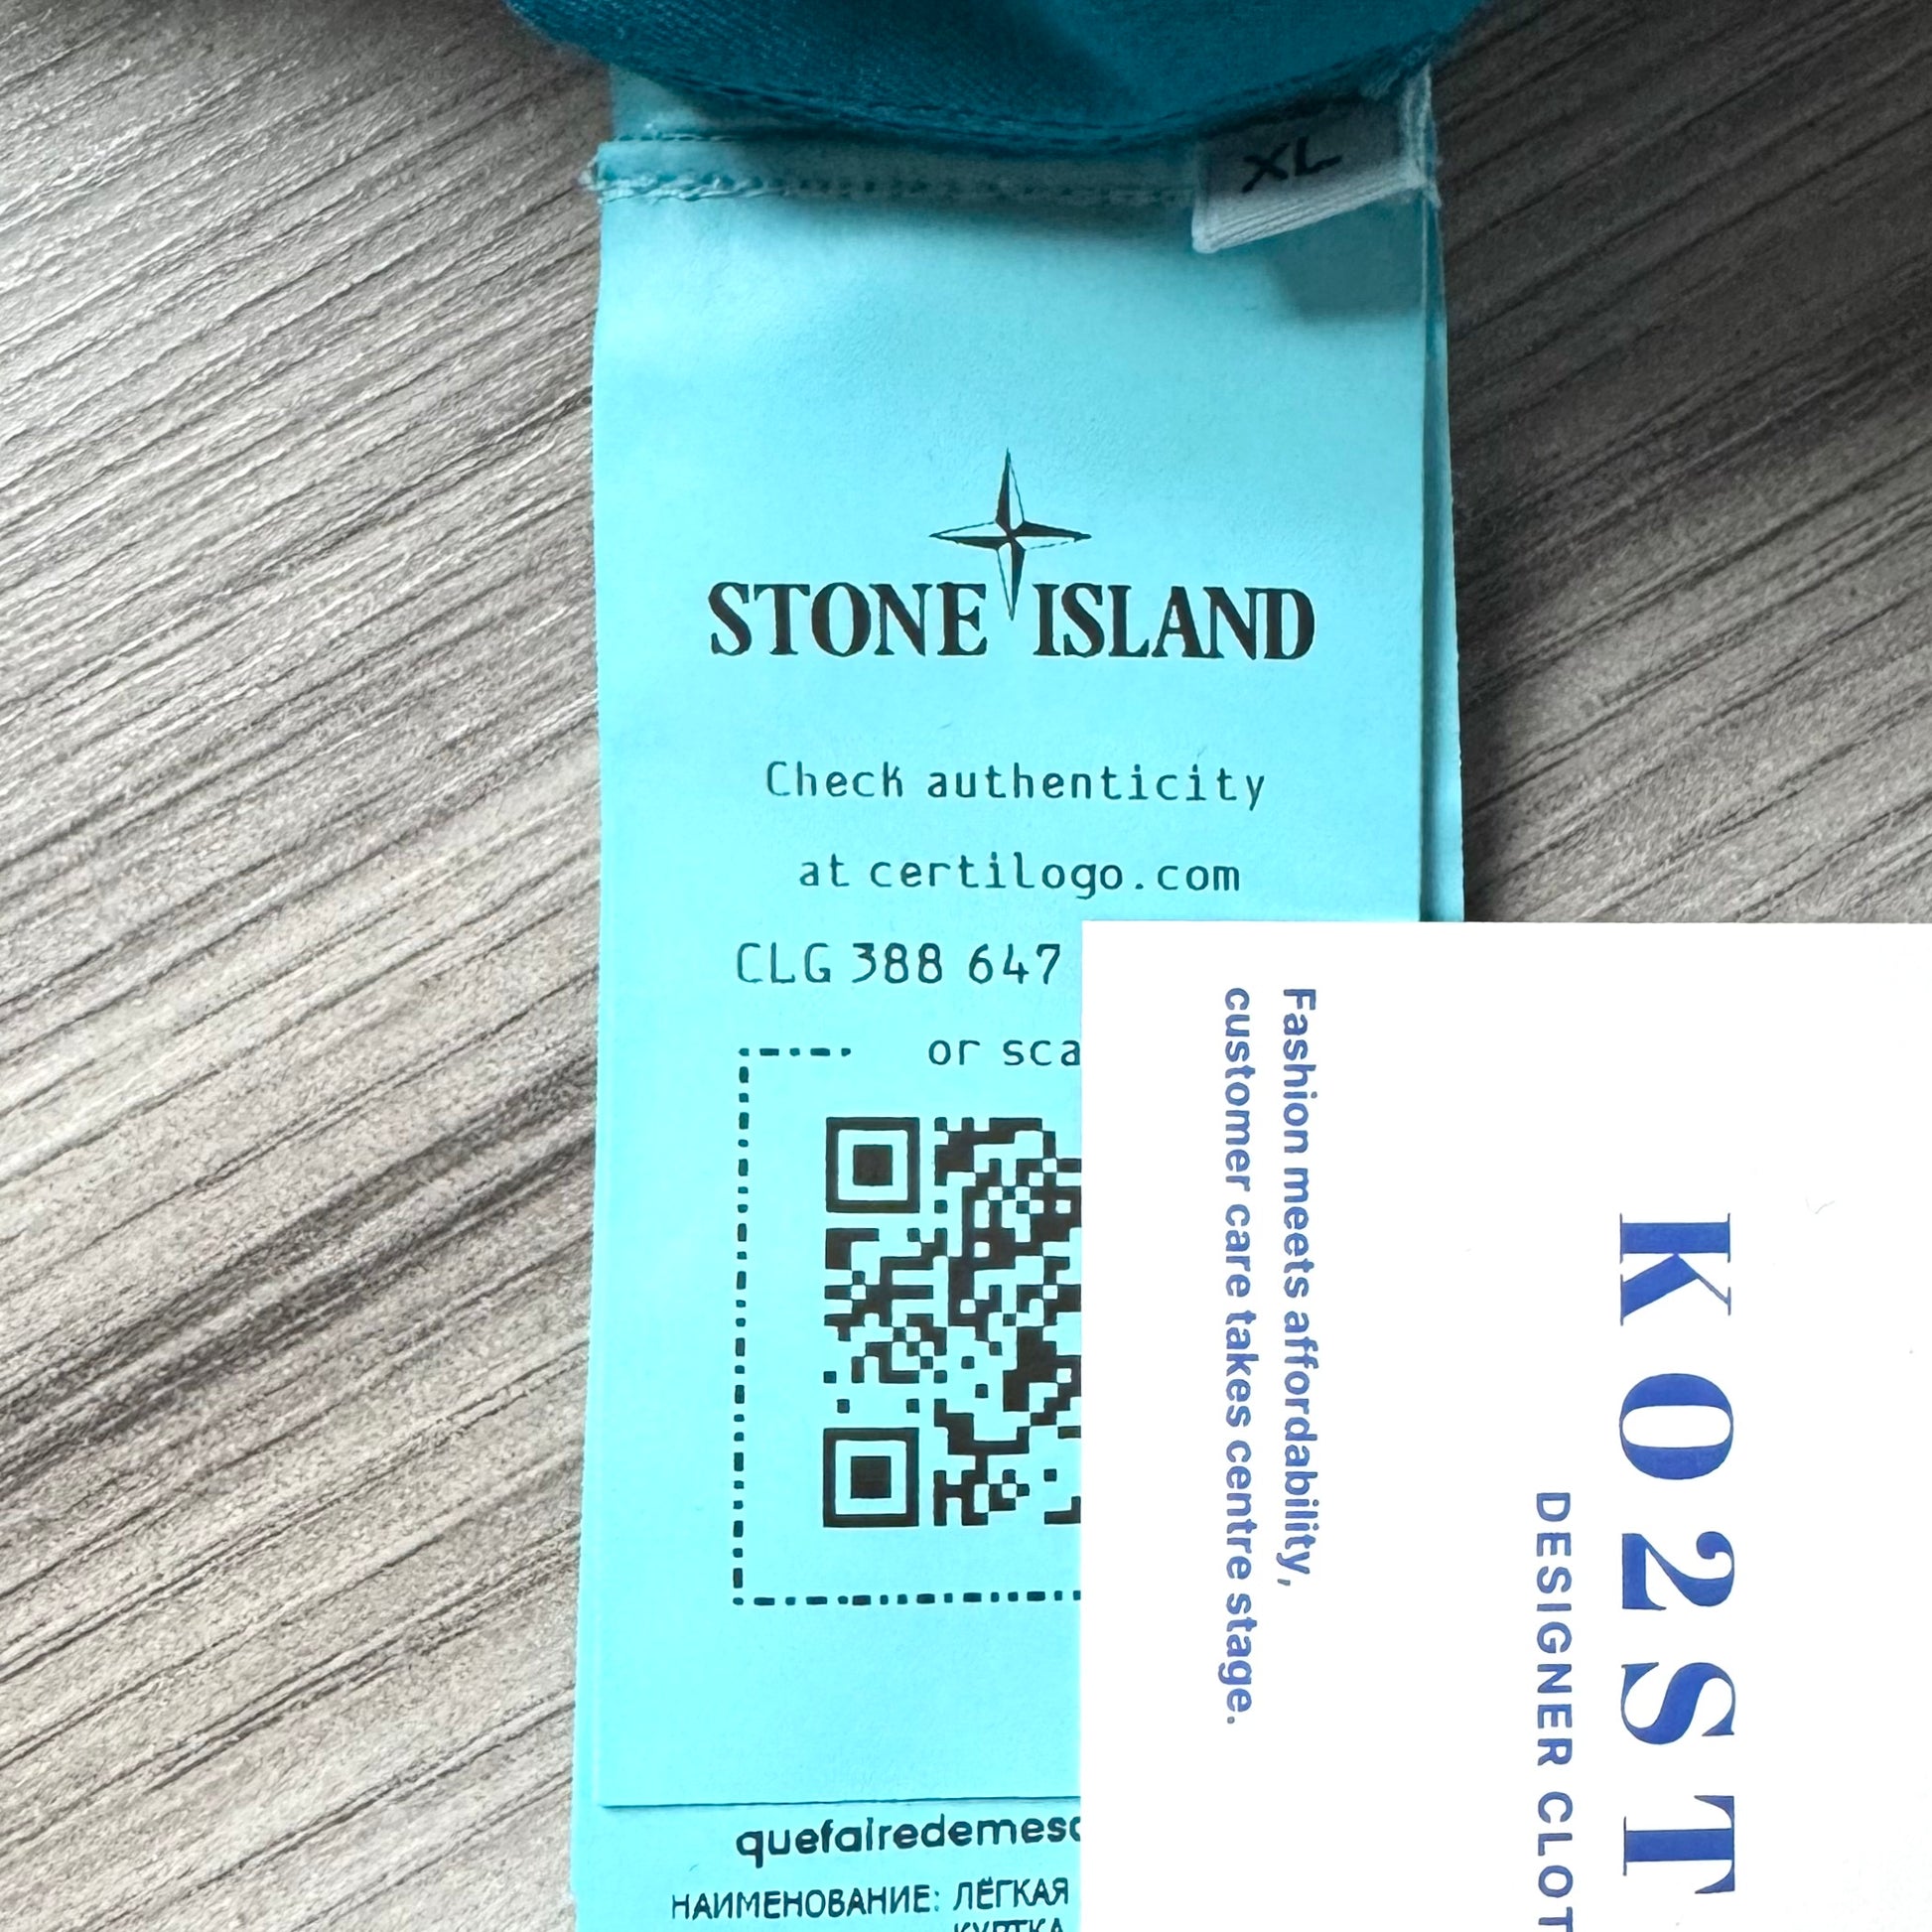 XL
STONE ISLAND
Check authenticity
at certilogo.com
CLG 388 647
or sca
quefairedemesd
НАИМЕНОВАНИЕ: ЛЁГКАЯ
КУРТКА
Fashion meets affordability,
customer care takes centre stage.
KO2ST
DESIGNER CLOT